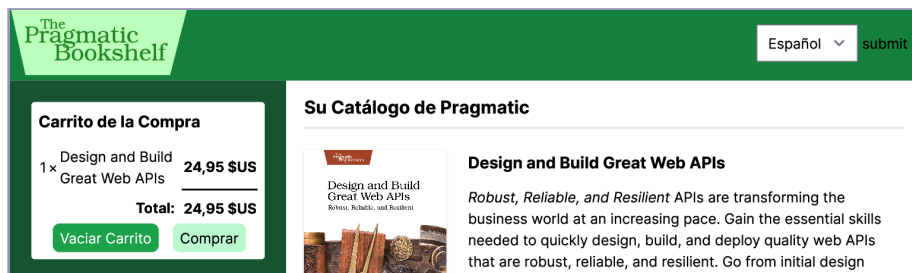 The
Pragmatic
Bookshelf
Español
submit
Carrito de la Compra
1× Design and Build Great Web APIs 24,95 $US
Total: 24,95 $US
Vaciar Carrito
Comprar
Su Catálogo de Pragmatic
Design and Build
Great Web APIs
Robust, Reliable, and Resilient
Design and Build Great Web APIs
Robust, Reliable, and Resilient APIs are transforming the
business world at an increasing pace. Gain the essential skills
needed to quickly design, build, and deploy quality web APIs
that are robust, reliable, and resilient. Go from initial design